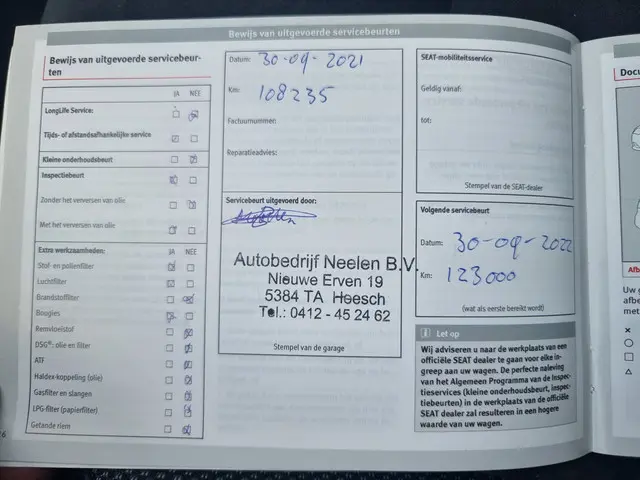 Bewijs van uitgevoerde servicebeurten
Bewijs van uitgevoerde servicebeur-
ten
JA NEE
LongLife Service:
Tijds- of afstandsafhankelijke service
Kleine onderhoudsbeurt
Inspectiebeurt
Zonder het verversen van olie
Met het verversen van olie
Extra werkzaamheden: JA NEE
Stof- en pollenfilter
Luchtfilter
Brandstoffilter
Bougies
Remvloeistof
DSG®: olie en filter
ATF
Haldex-koppeling (olie)
Gasfilter en slangen
LPG-filter (papierfilter)
Getande riem
Datum: 30-09-2021
Km: 108235
Factuurnummer:
Reparatieadvies:
Servicebeurt uitgevoerd door:
Autobedrijf Neelen B.V.
Nieuwe Erven 19
5384 TA Heesch
Tel.: 0412 - 45 24 62
Stempel van de garage
SEAT-mobiliteitsservice
Geldig vanaf:
tot:
Stempel van de SEAT-dealer
Volgende servicebeurt
Datum: 30-09-2022
Km: 123000
(wat als eerste bereikt wordt)
Let op
Wij adviseren u naar de werkplaats van een
officiële SEAT dealer te gaan voor elke in-
greep aan uw wagen. De perfecte naleving
van het Algemeen Programma van de Inspec-
tieservices (kleine onderhoudsbeurt, inspec-
tiebeurten) in de werkplaats van de officiële
SEAT dealer zal resulteren in een hogere
waarde van uw wagen.
Docu
Afb
Uw g
afbe
met
6